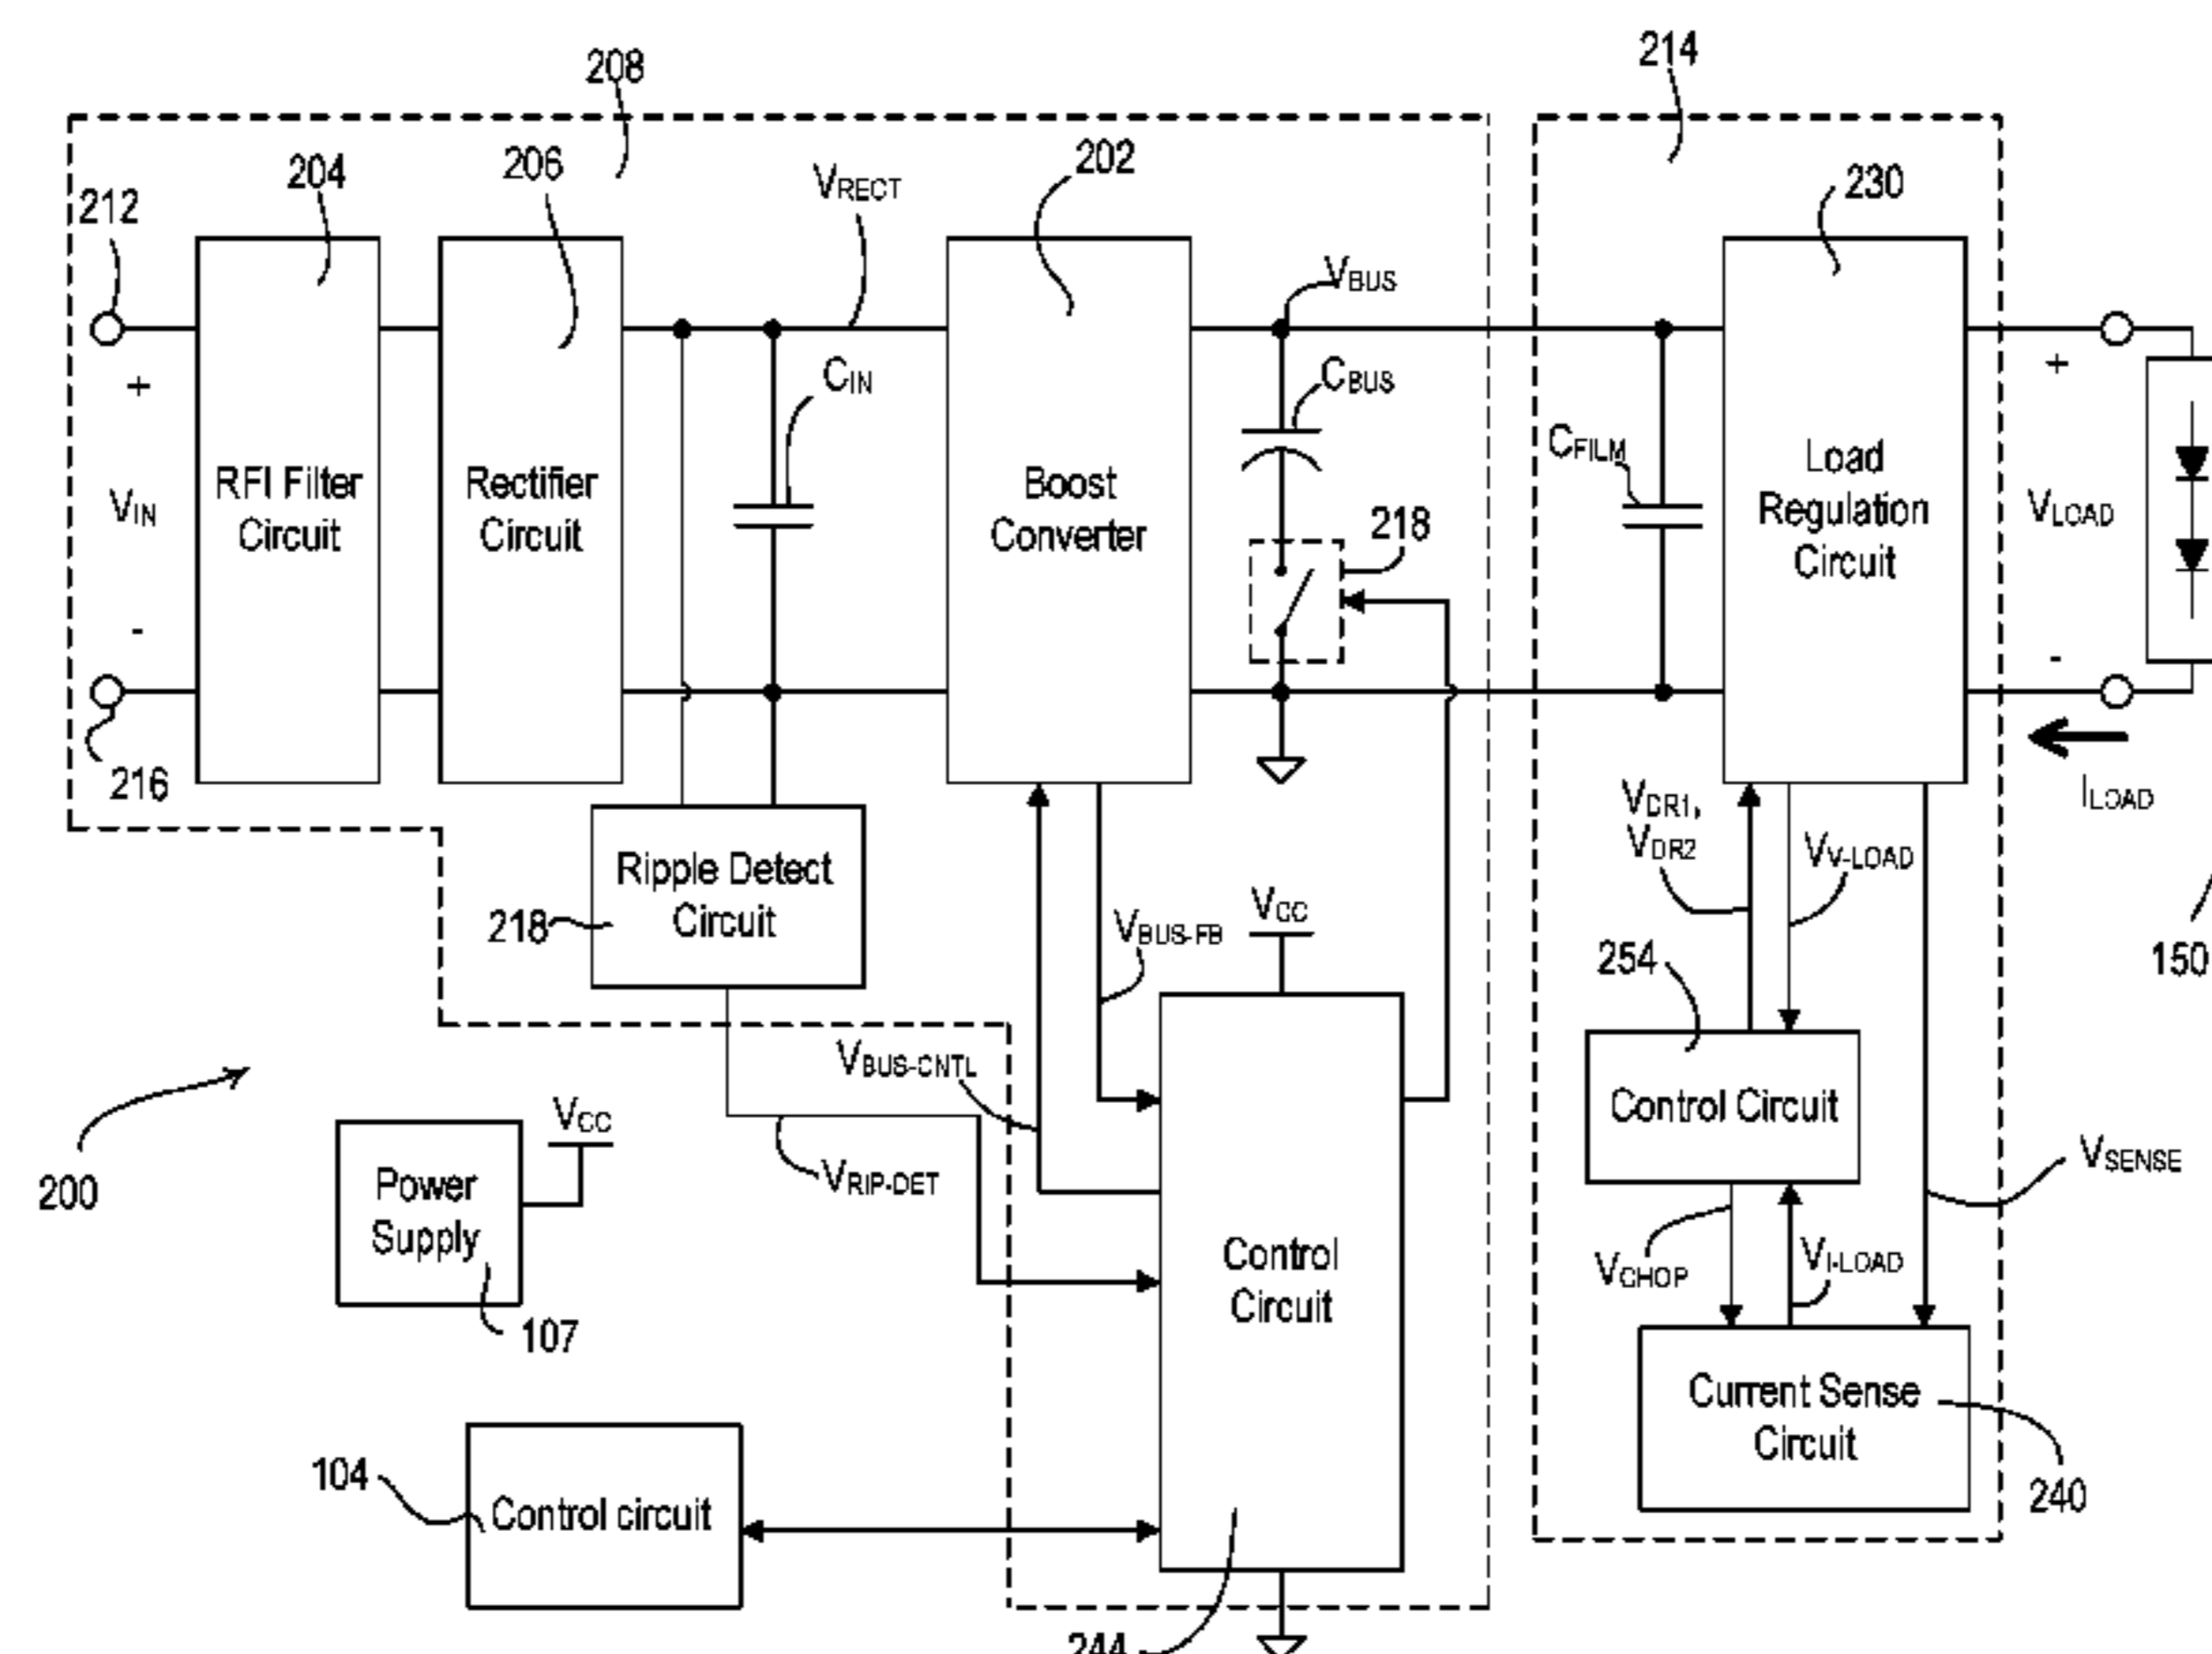 208
214
204
206
VRECT
202
230
212
VBUS
+
CIN
CBUS
+
RFI Filter
Circuit
Rectifier
Circuit
Boost
Converter
CFILM
Load
Regulation
Circuit
VIN
VLOAD
218
-
-
216
ILOAD
VDR1,
VDR2
VV-LOAD
Ripple Detect
Circuit
218
VBUS-FB
VCC
254
150
VBUS-CNTL
Control Circuit
200
VCC
VRIP-DET
VSENSE
Power
Supply
107
Control
Circuit
VCHOP
VI-LOAD
Current Sense
Circuit
240
104
Control circuit
244